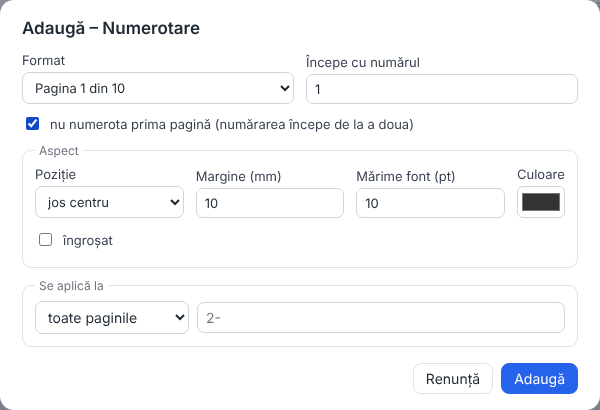 Adaugă – Numerotare
Format
Începe cu numărul
Pagina 1 din 10
1
nu numerota prima pagină (numărarea începe de la a doua)
Aspect
Poziție
Margine (mm)
Mărime font (pt)
Culoare
jos centru
10
10
îngroșat
Se aplică la
toate paginile
2-
Renunță
Adaugă